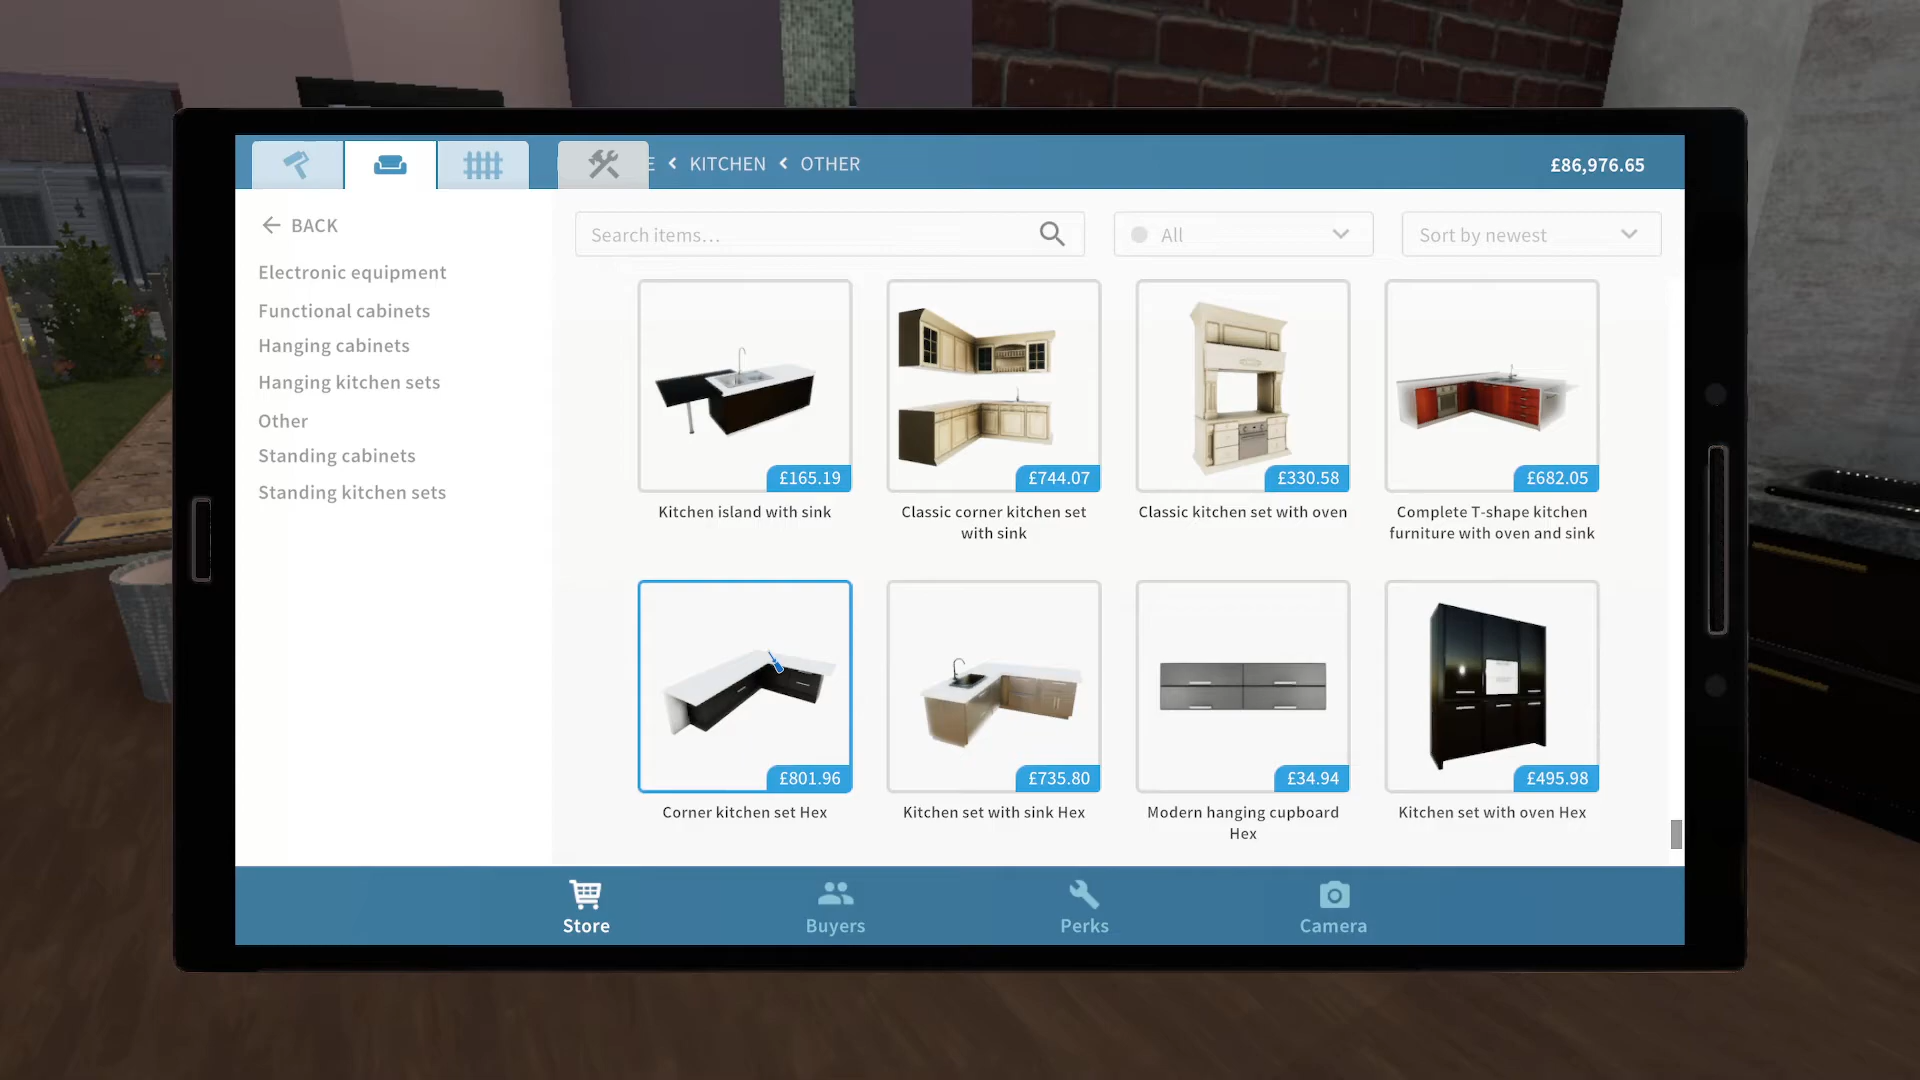 E < KITCHEN < OTHER
£86,976.65
BACK
Electronic equipment
Functional cabinets
Hanging cabinets
Hanging kitchen sets
Other
Standing cabinets
Standing kitchen sets
Search items...
All
Sort by newest
£165.19
£744.07
£330.58
£682.05
Kitchen island with sink
Classic corner kitchen set
with sink
Classic kitchen set with oven
Complete T-shape kitchen
furniture with oven and sink
£801.96
£735.80
£34.94
£495.98
Corner kitchen set Hex
Kitchen set with sink Hex
Modern hanging cupboard
Hex
Kitchen set with oven Hex
Store
Buyers
Perks
Camera